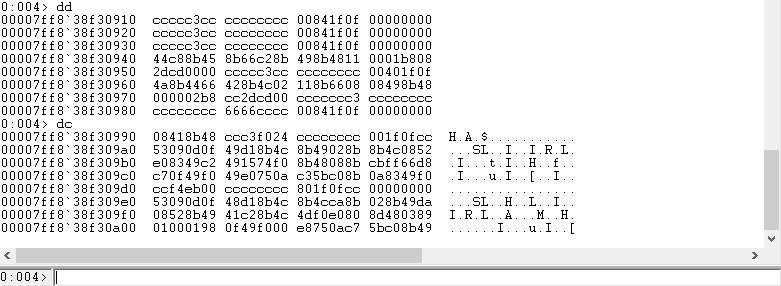 0:004> dd
00007ff8`38f30910  ccccc3cc cccccccc 00841f0f 00000000
00007ff8`38f30920  ccccc3cc cccccccc 00841f0f 00000000
00007ff8`38f30930  ccccc3cc cccccccc 00841f0f 00000000
00007ff8`38f30940  44c88b45 8b66c28b 498b4811 0001b808
00007ff8`38f30950  2dcd0000 ccccc3cc cccccccc 00401f0f
00007ff8`38f30960  4a8b4466 428b4c02 118b6608 08498b48
00007ff8`38f30970  000002b8 cc2dcd00 ccccccc3 cccccccc
00007ff8`38f30980  cccccccc 6666cccc 00841f0f 00000000
0:004> dc
00007ff8`38f30990  08418b48 ccc3f024 cccccccc 001f0fcc  H.A.$...........
00007ff8`38f309a0  53090d0f 49d18b4c 8b49028b 8b4c0852  ...SL..I..I.R.L.
00007ff8`38f309b0  e08349c2 491574f0 8b48088b cbff66d8  .I...t.I..H..f..
00007ff8`38f309c0  c70f49f0 49e0750a c35bc08b 0a8349f0  .I...u.I..[..I..
00007ff8`38f309d0  ccf4eb00 cccccccc 801f0fcc 00000000  ................
00007ff8`38f309e0  53090d0f 48d18b4c 8b4cca8b 028b49da  ...SL..H..L..I..
00007ff8`38f309f0  08528b49 41c28b4c 4df0e080 8d480389  I.R.L..A...M..H.
00007ff8`38f30a00  01000198 0f49f000 e8750ac7 5bc08b49  ......I...u.I..[
0:004>